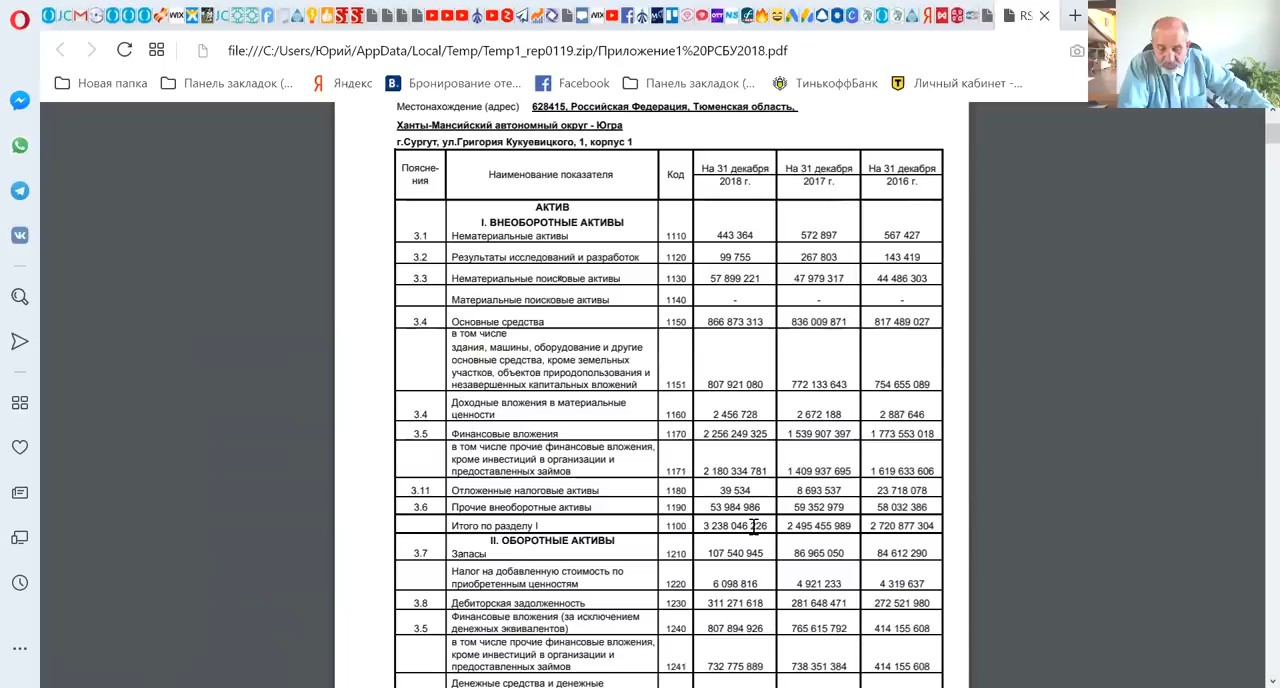 RS
file:///C:/Users/Юрий/AppData/Local/Temp/Temp1_rep0119.zip/Приложение1%20РСБУ2018.pdf
Новая папка Панель закладок (... Яндекс Бронирование оте... Facebook Панель закладок (... ТинькоффБанк Личный кабинет -...
Местонахождение (адрес) 628415, Российская Федерация, Тюменская область,
Ханты-Мансийский автономный округ - Югра
г.Сургут, ул.Григория Кукуевицкого, 1, корпус 1
Поясне-ния Наименование показателя Код На 31 декабря 2018 г. На 31 декабря 2017 г. На 31 декабря 2016 г.
АКТИВ
I. ВНЕОБОРОТНЫЕ АКТИВЫ
3.1 Нематериальные активы 1110 443 364 572 897 567 427
3.2 Результаты исследований и разработок 1120 99 755 267 803 143 419
3.3 Нематериальные поисковые активы 1130 57 899 221 47 979 317 44 486 303
Материальные поисковые активы 1140 - - -
3.4 Основные средства 1150 866 873 313 836 009 871 817 489 027
в том числе
здания, машины, оборудование и другие
основные средства, кроме земельных
участков, объектов природопользования и
незавершенных капитальных вложений 1151 807 921 080 772 133 643 754 655 089
Доходные вложения в материальные
3.4 ценности 1160 2 456 728 2 672 188 2 887 646
3.5 Финансовые вложения 1170 2 256 249 325 1 539 907 397 1 773 553 018
в том числе прочие финансовые вложения,
кроме инвестиций в организации и
предоставленных займов 1171 2 180 334 781 1 409 937 695 1 619 633 606
3.11 Отложенные налоговые активы 1180 39 534 8 693 537 23 718 078
3.6 Прочие внеоборотные активы 1190 53 984 986 59 352 979 58 032 386
Итого по разделу I 1100 3 238 046 226 2 495 455 989 2 720 877 304
II. ОБОРОТНЫЕ АКТИВЫ
3.7 Запасы 1210 107 540 945 86 965 050 84 612 290
Налог на добавленную стоимость по
приобретенным ценностям 1220 6 098 816 4 921 233 4 319 637
3.8 Дебиторская задолженность 1230 311 271 618 281 648 471 272 521 980
Финансовые вложения (за исключением
3.5 денежных эквивалентов) 1240 807 894 926 765 615 792 414 155 608
в том числе прочие финансовые вложения,
кроме инвестиций в организации и
предоставленных займов 1241 732 775 889 738 351 384 414 155 608
Денежные средства и денежные